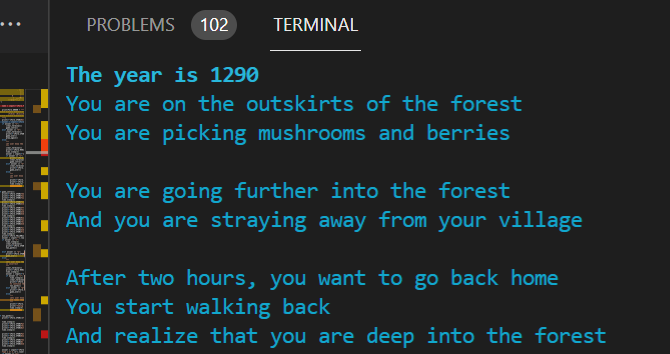 PROBLEMS 102 TERMINAL
The year is 1290
You are on the outskirts of the forest
You are picking mushrooms and berries
You are going further into the forest
And you are straying away from your village
After two hours, you want to go back home
You start walking back
And realize that you are deep into the forest